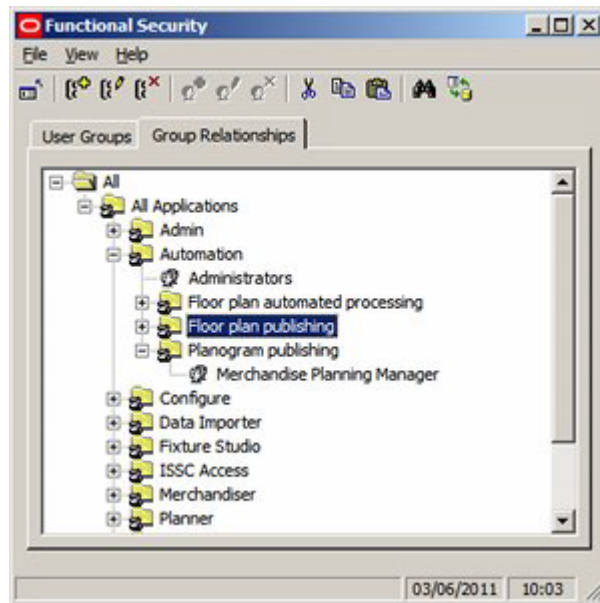 Functional Security
File View Help
User Groups Group Relationships
All
All Applications
Admin
Automation
Administrators
Floor plan automated processing
Floor plan publishing
Planogram publishing
Merchandise Planning Manager
Configure
Data Importer
Fixture Studio
ISSC Access
Merchandiser
Planner
03/06/2011 10:03